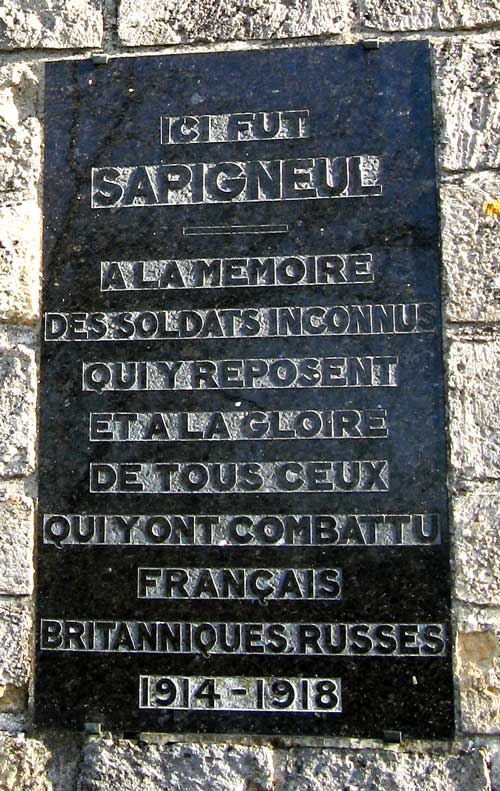 ICI FUT
SAPIGNEUL
A LA MEMOIRE
DES SOLDATS INCONNUS
QUI Y REPOSENT
ET A LA GLOIRE
DE TOUS CEUX
QUI Y ONT COMBATTU
FRANÇAIS
BRITANNIQUES RUSSES
1914-1918